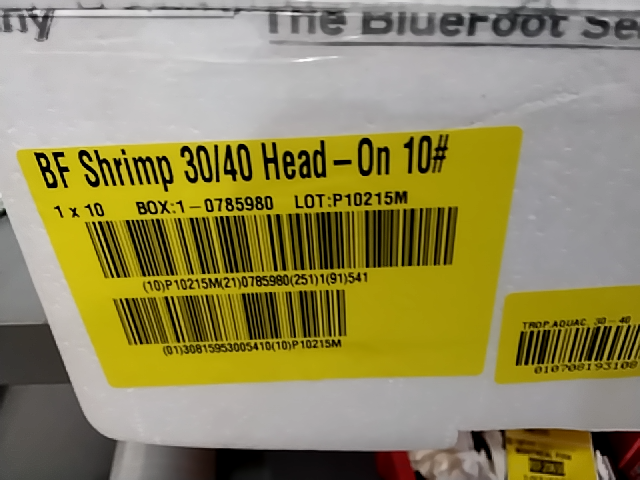 The BlueFoot
BF Shrimp 30/40 Head-On 10#
1 x 10 BOX:1-0785980 LOT:P10215M
(10)P10215M(21)0785980(251)1(91)541
(01)30815953005410(10)P10215M
TROP.AQUAC. 30-40